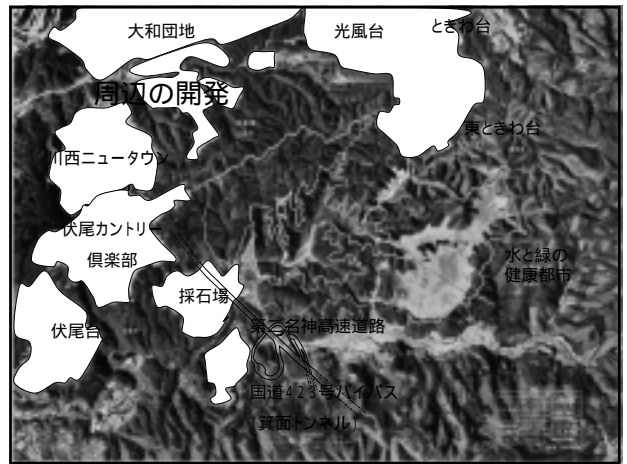 大和団地
光風台
ときわ台
周辺の開発
東ときわ台
川西ニュータウン
伏尾カントリー
倶楽部
水と緑の
健康都市
採石場
第二名神高速道路
伏尾台
国道423号バイパス
(箕面トンネル)